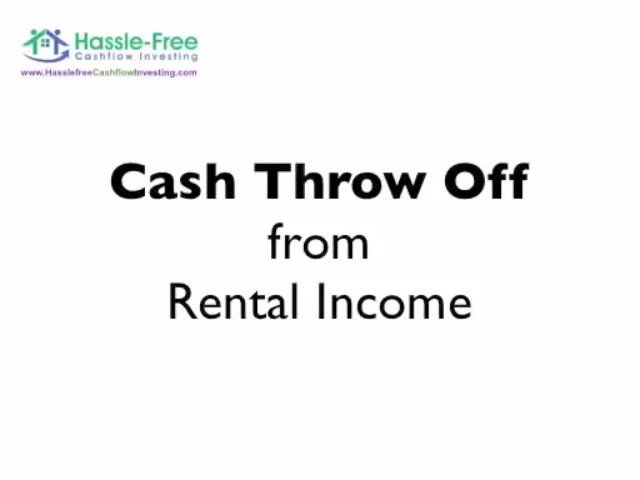 Hassle-Free
Cashflow Investing
www.HasslefreeCashflowInvesting.com
Cash Throw Off
from
Rental Income